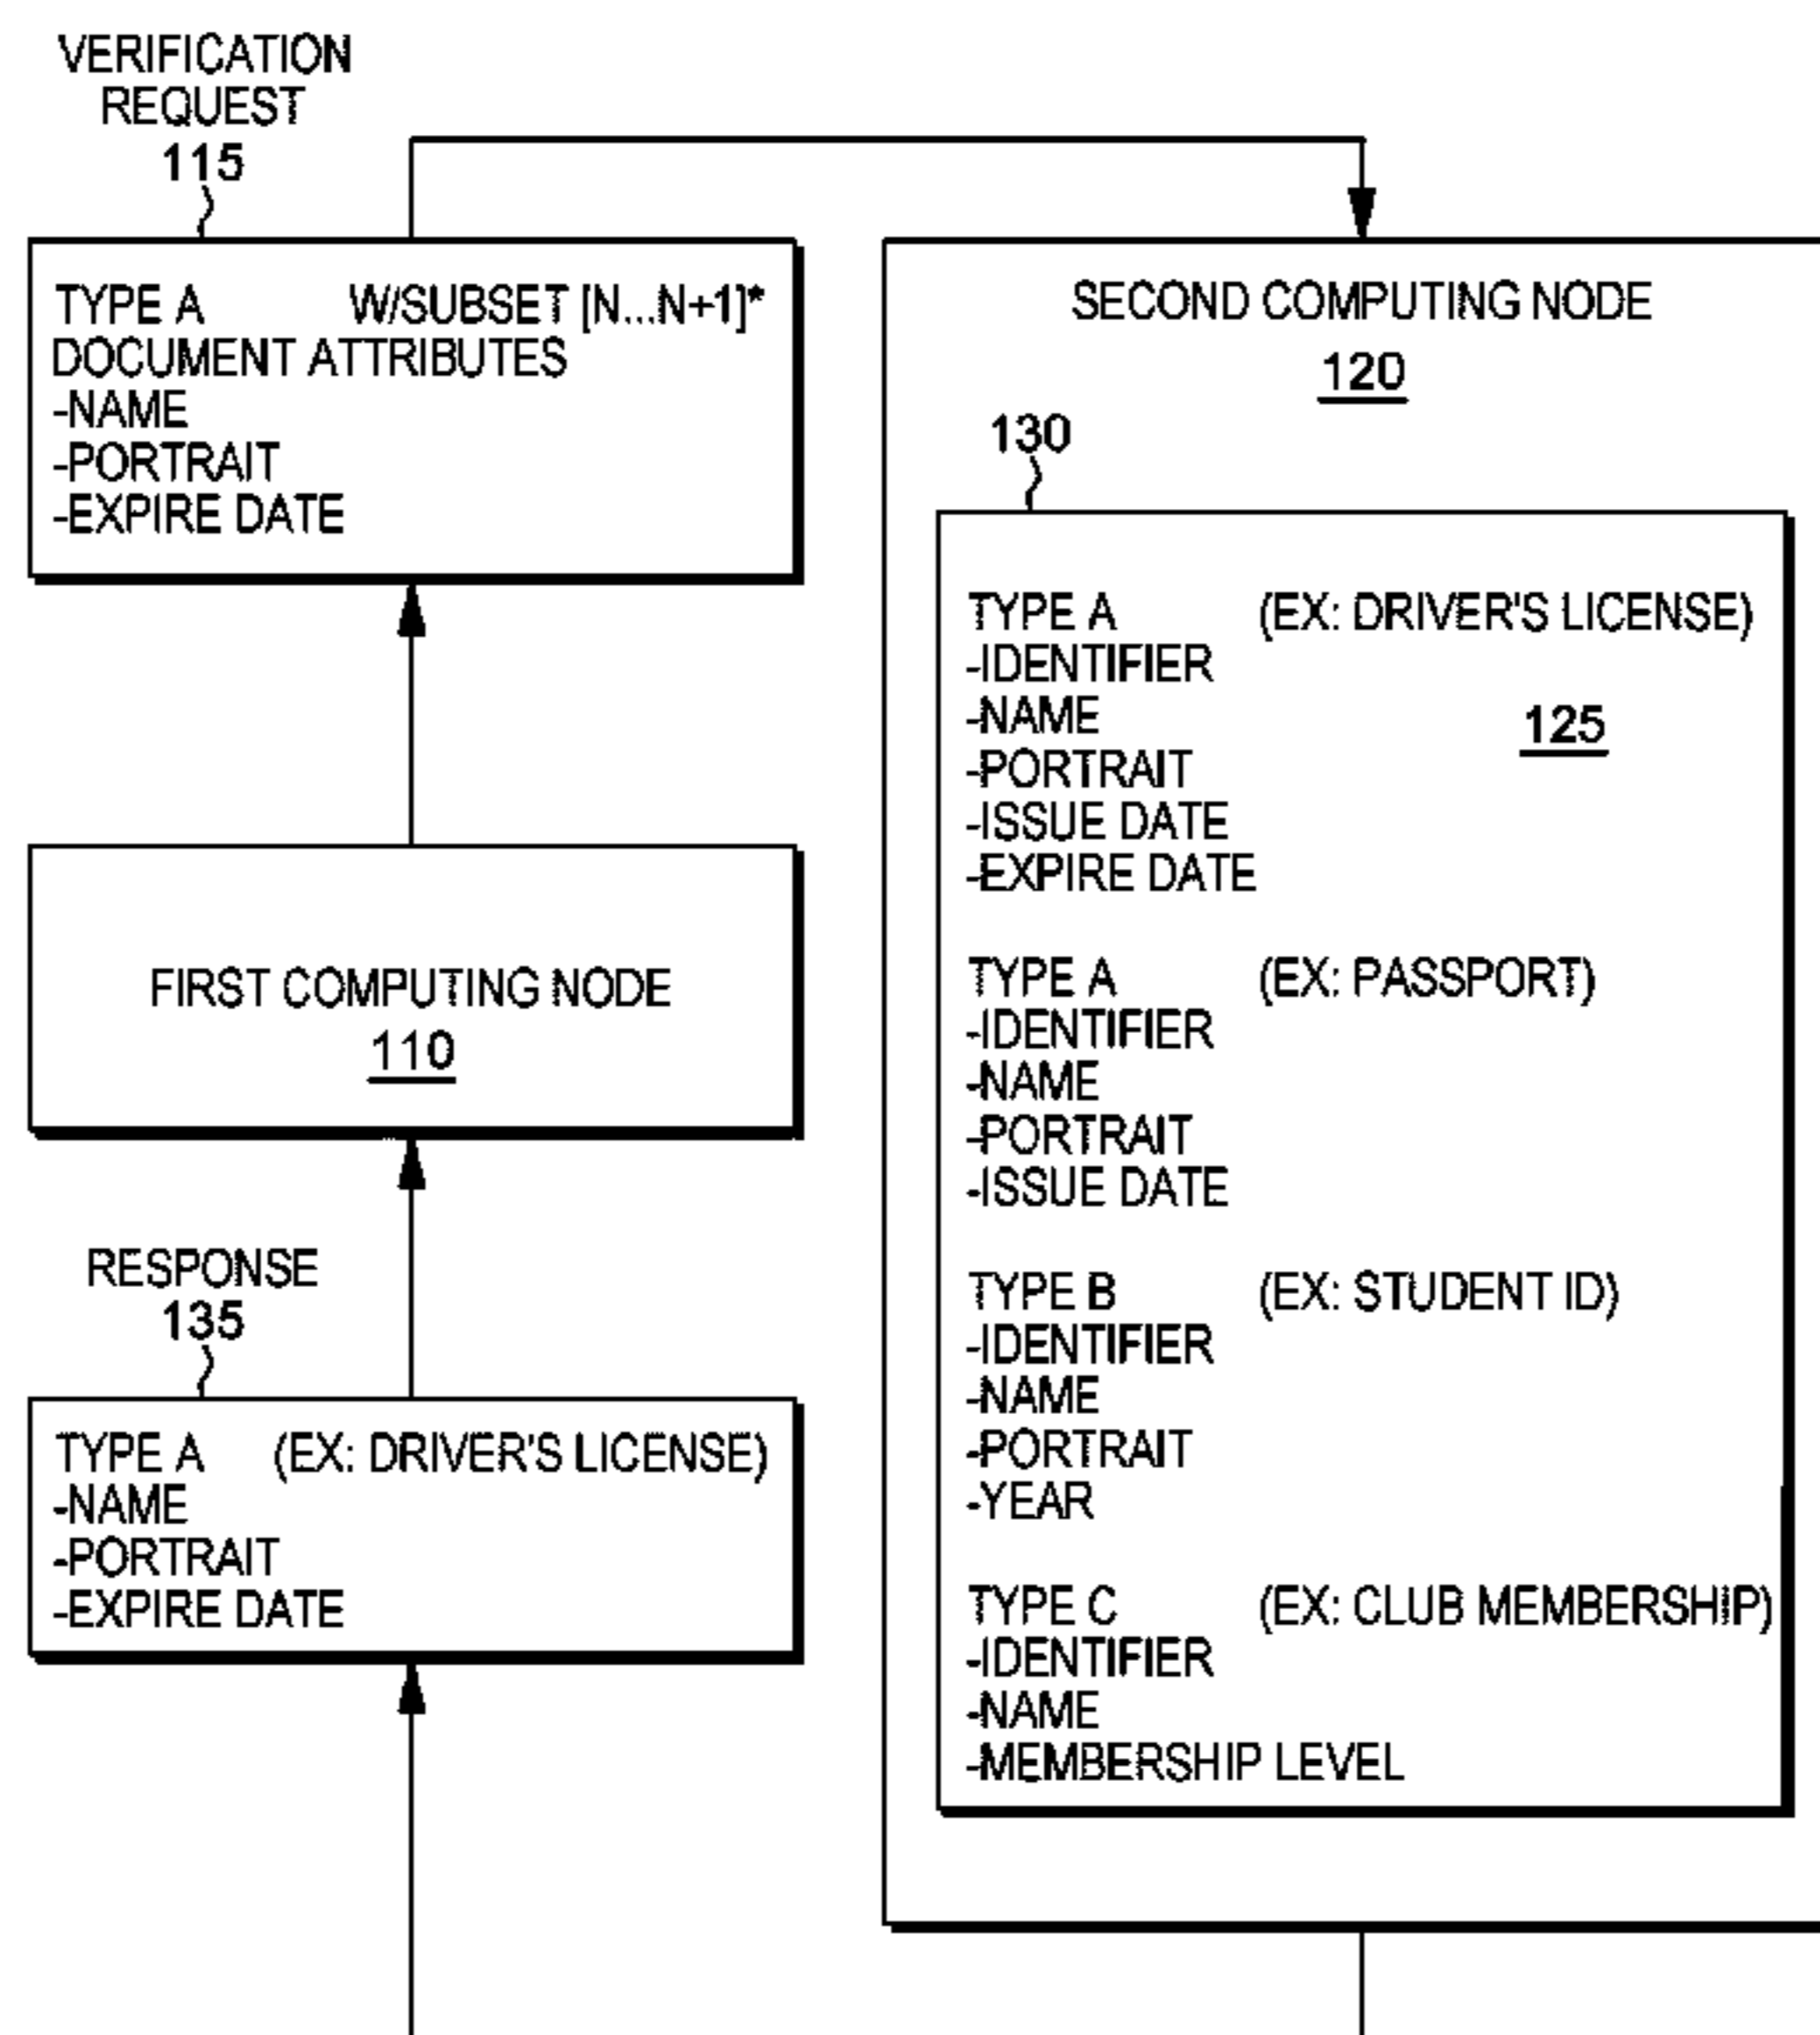 VERIFICATION
REQUEST
115
TYPE A W/SUBSET [N...N+1]*
DOCUMENT ATTRIBUTES
-NAME
-PORTRAIT
-EXPIRE DATE
FIRST COMPUTING NODE
110
RESPONSE
135
TYPE A (EX: DRIVER'S LICENSE)
-NAME
-PORTRAIT
-EXPIRE DATE
SECOND COMPUTING NODE
120
130
TYPE A (EX: DRIVER'S LICENSE)
-IDENTIFIER
-NAME
125
-PORTRAIT
-ISSUE DATE
-EXPIRE DATE
TYPE A (EX: PASSPORT)
-IDENTIFIER
-NAME
-PORTRAIT
-ISSUE DATE
TYPE B (EX: STUDENT ID)
-IDENTIFIER
-NAME
-PORTRAIT
-YEAR
TYPE C (EX: CLUB MEMBERSHIP)
-IDENTIFIER
-NAME
-MEMBERSHIP LEVEL